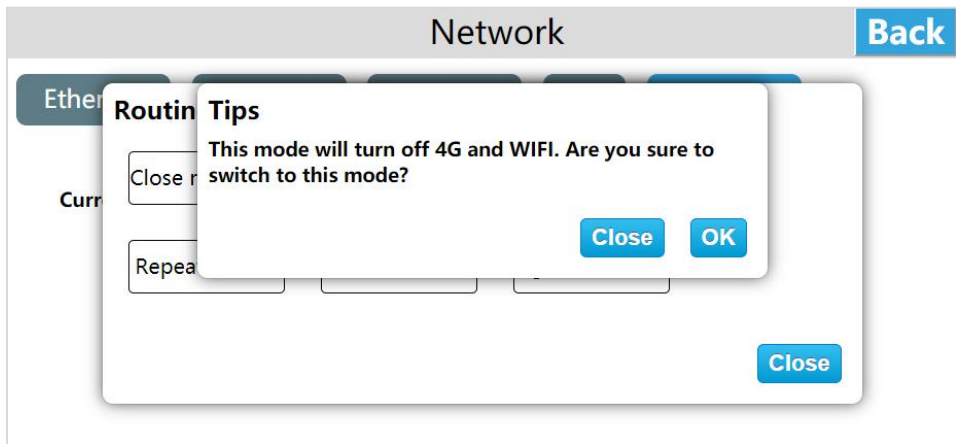 Network
Back
Ether
Routin
Tips
This mode will turn off 4G and WIFI. Are you sure to
switch to this mode?
Close r
Curr
Close
OK
Repea
Close